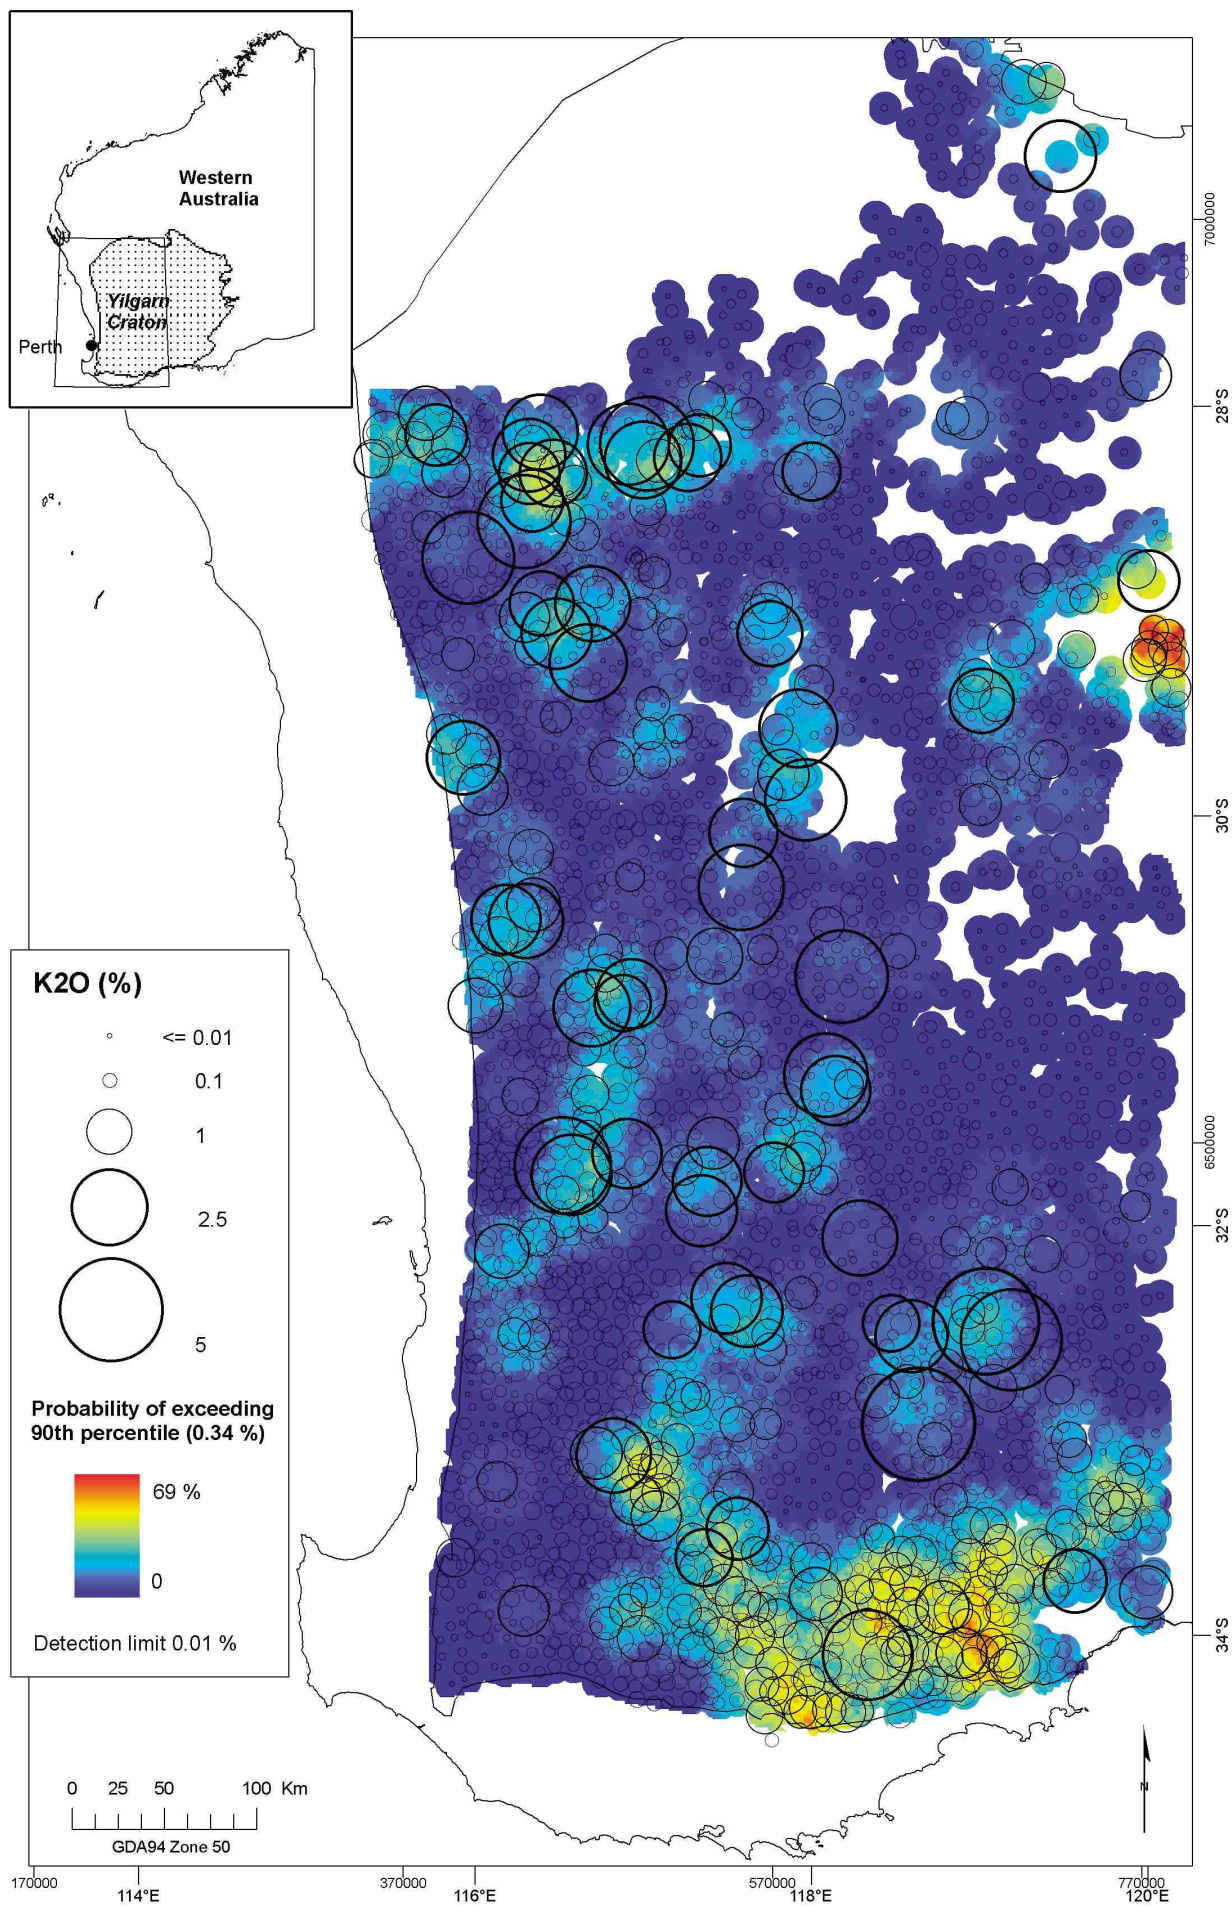 Western
Australia
Yilgarn
Craton
Perth
7000000
28°S
30°S
6500000
32°S
34°S
K2O (%)
<= 0.01
0.1
1
2.5
5
Probability of exceeding
90th percentile (0.34 %)
69 %
0
Detection limit 0.01 %
0 25 50 100 Km
GDA94 Zone 50
N
170000 370000 570000 770000
114°E 116°E 118°E 120°E